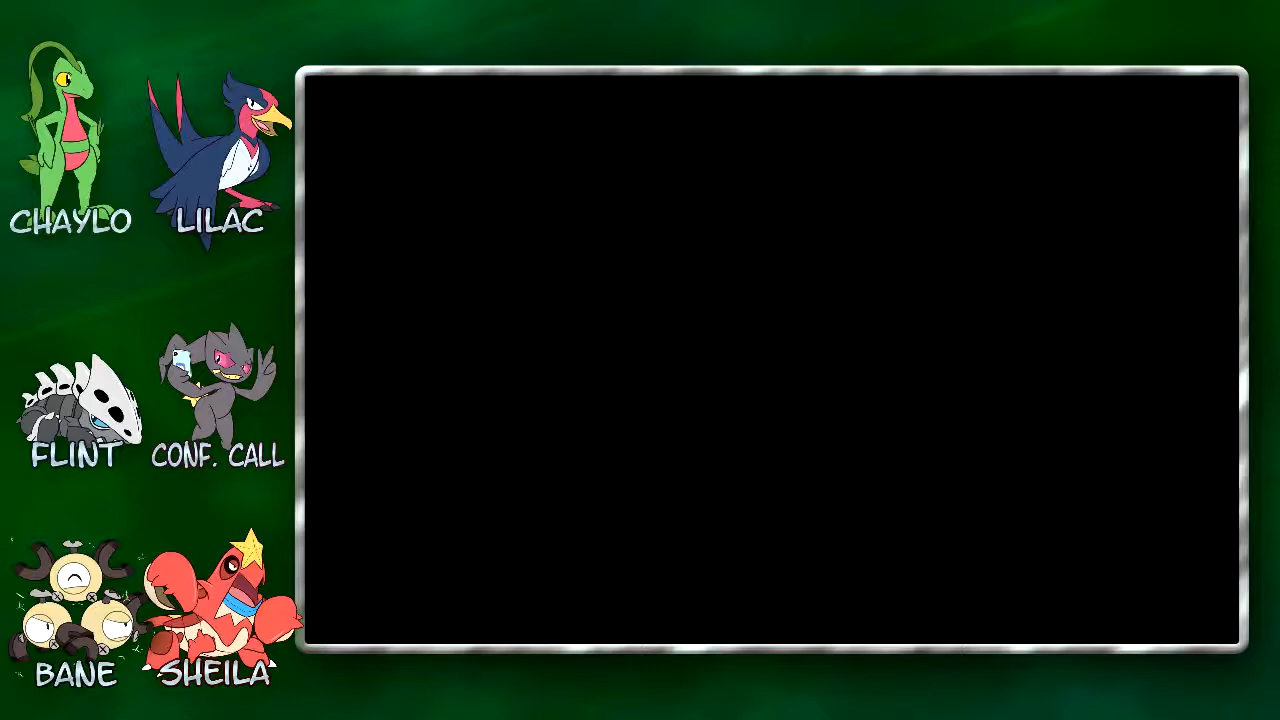 CHAYLO
LILAC
FLINT
CONF. CALL
BANE
SHEILA